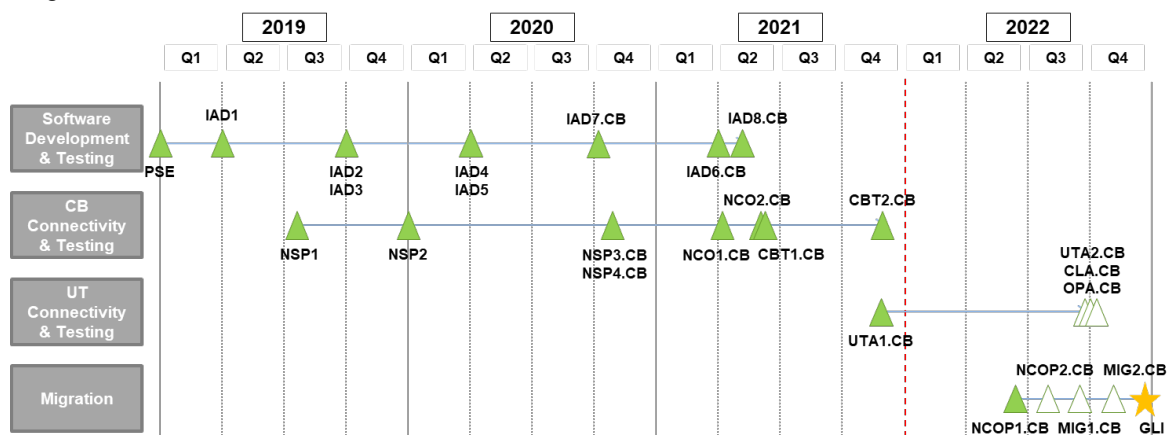 2019
2020
2021
2022
Q1 Q2 Q3 Q4 Q1 Q2 Q3 Q4 Q1 Q2 Q3 Q4 Q1 Q2 Q3 Q4
Software
Development
& Testing
IAD1
IAD7.CB
IAD8.CB
PSE
IAD2
IAD3
IAD4
IAD5
IAD6.CB
CB
Connectivity
& Testing
NCO2.CB
CBT2.CB
NSP1
NSP2
NSP3.CB
NSP4.CB
NCO1.CB
CBT1.CB
UT
Connectivity
& Testing
UTA2.CB
CLA.CB
OPA.CB
UTA1.CB
Migration
NCOP2.CB
MIG2.CB
NCOP1.CB
MIG1.CB
GLI